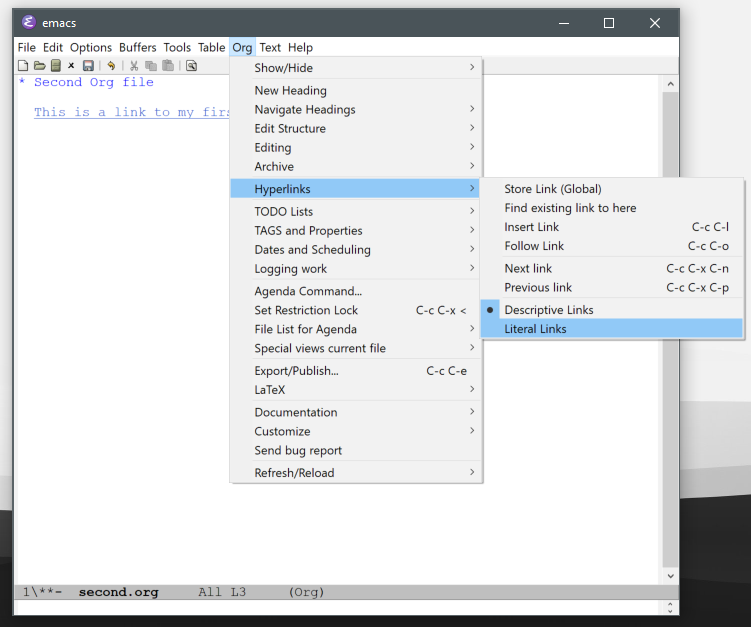 emacs
File Edit Options Buffers Tools Table Org Text Help
* Second Org file
This is a link to my firs
Show/Hide
New Heading
Navigate Headings
Edit Structure
Editing
Archive
Hyperlinks
TODO Lists
TAGS and Properties
Dates and Scheduling
Logging work
Agenda Command...
Set Restriction Lock C-c C-x <
File List for Agenda
Special views current file
Export/Publish... C-c C-e
LaTeX
Documentation
Customize
Send bug report
Refresh/Reload
Store Link (Global)
Find existing link to here
Insert Link C-c C-l
Follow Link C-c C-o
Next link C-c C-x C-n
Previous link C-c C-x C-p
Descriptive Links
Literal Links
1\**- second.org All L3 (Org)